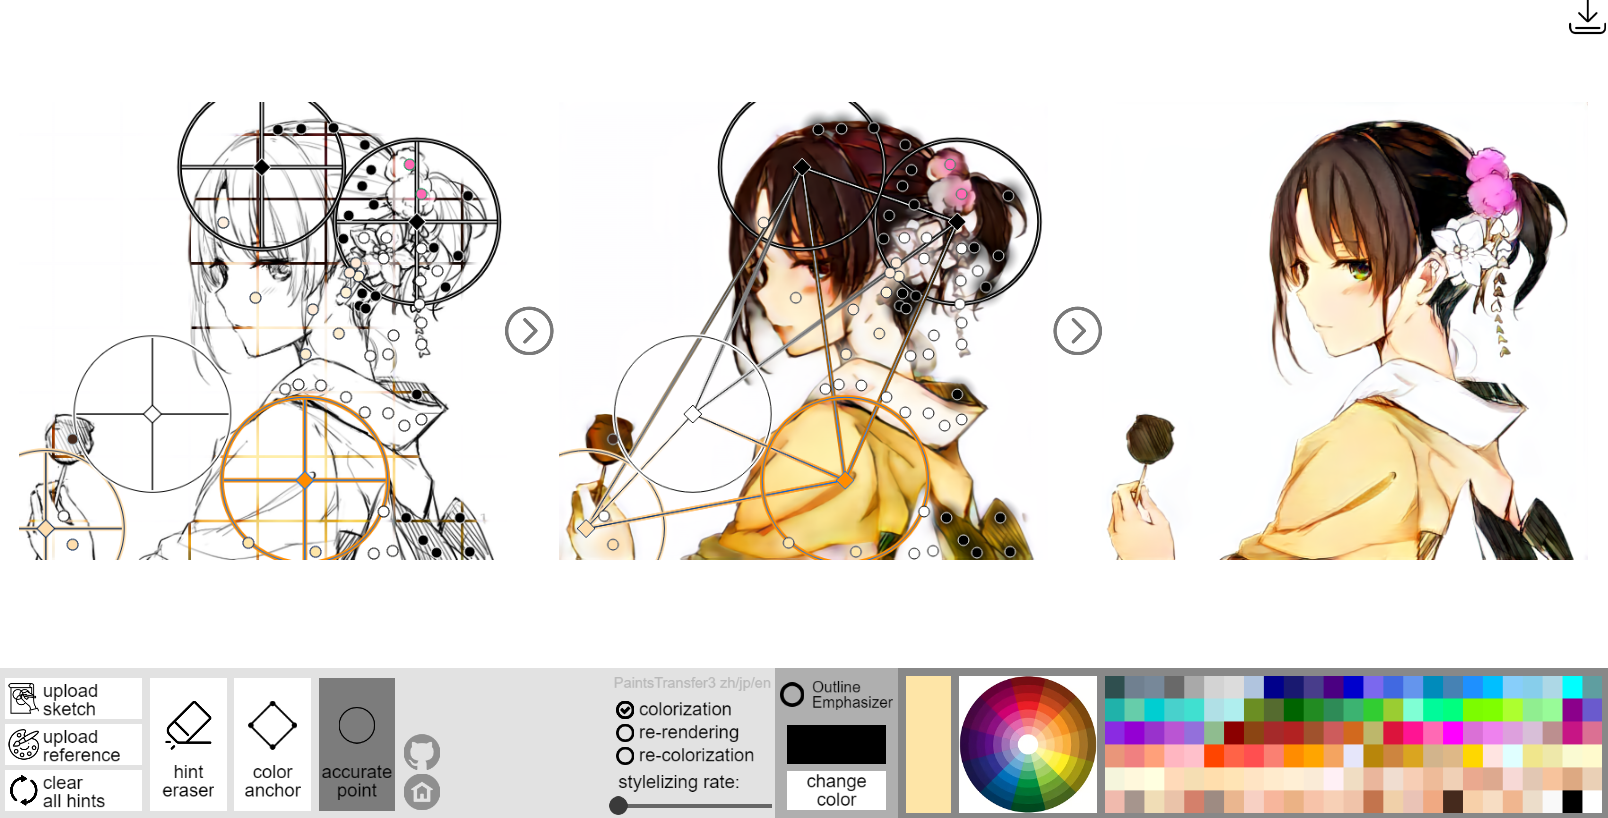 upload
sketch
upload
reference
clear
all hints
hint
eraser
color
anchor
accurate
point
PaintsTransfer3 zh/jp/en
colorization
re-rendering
re-colorization
stylelizing rate:
Outline
Emphasizer
change
color